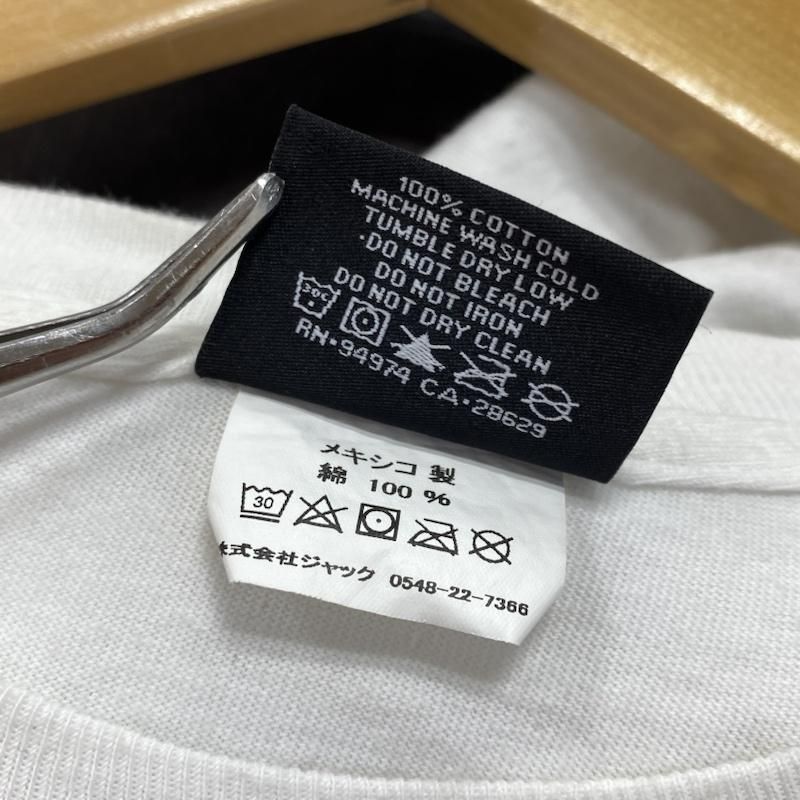 100% COTTON
MACHINE WASH COLD
TUMBLE DRY LOW
·DO NOT BLEACH
DO NOT IRON
DO NOT DRY CLEAN
30C
RN·94974 CA·28629
メキシコ 製
綿 100 %
30
株式会社ジャック 0548-22-7366